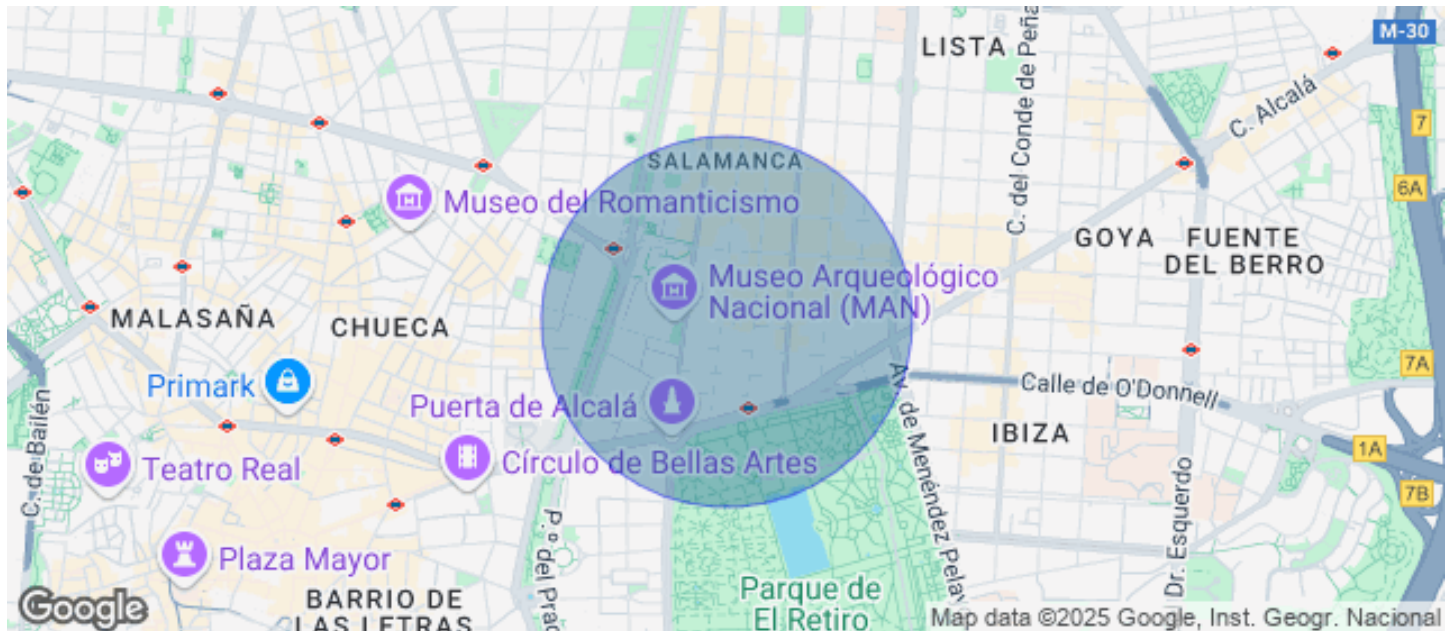 M-30
LISTA
C. del Conde de Peña
C. Alcalá
7
SALAMANCA
6A
Museo del Romanticismo
GOYA
FUENTE
DEL BERRO
Museo Arqueológico
Nacional (MAN)
MALASAÑA
CHUECA
7A
Primark
Calle de O'Donnell
Puerta de Alcalá
Av. de Menéndez Pelay
IBIZA
1A
C. de Bailén
Teatro Real
Círculo de Bellas Artes
7B
P.º del Prad
Dr. Esquerdo
Plaza Mayor
Parque de
El Retiro
BARRIO DE
LAS LETRAS
Google
Map data ©2025 Google, Inst. Geogr. Nacional